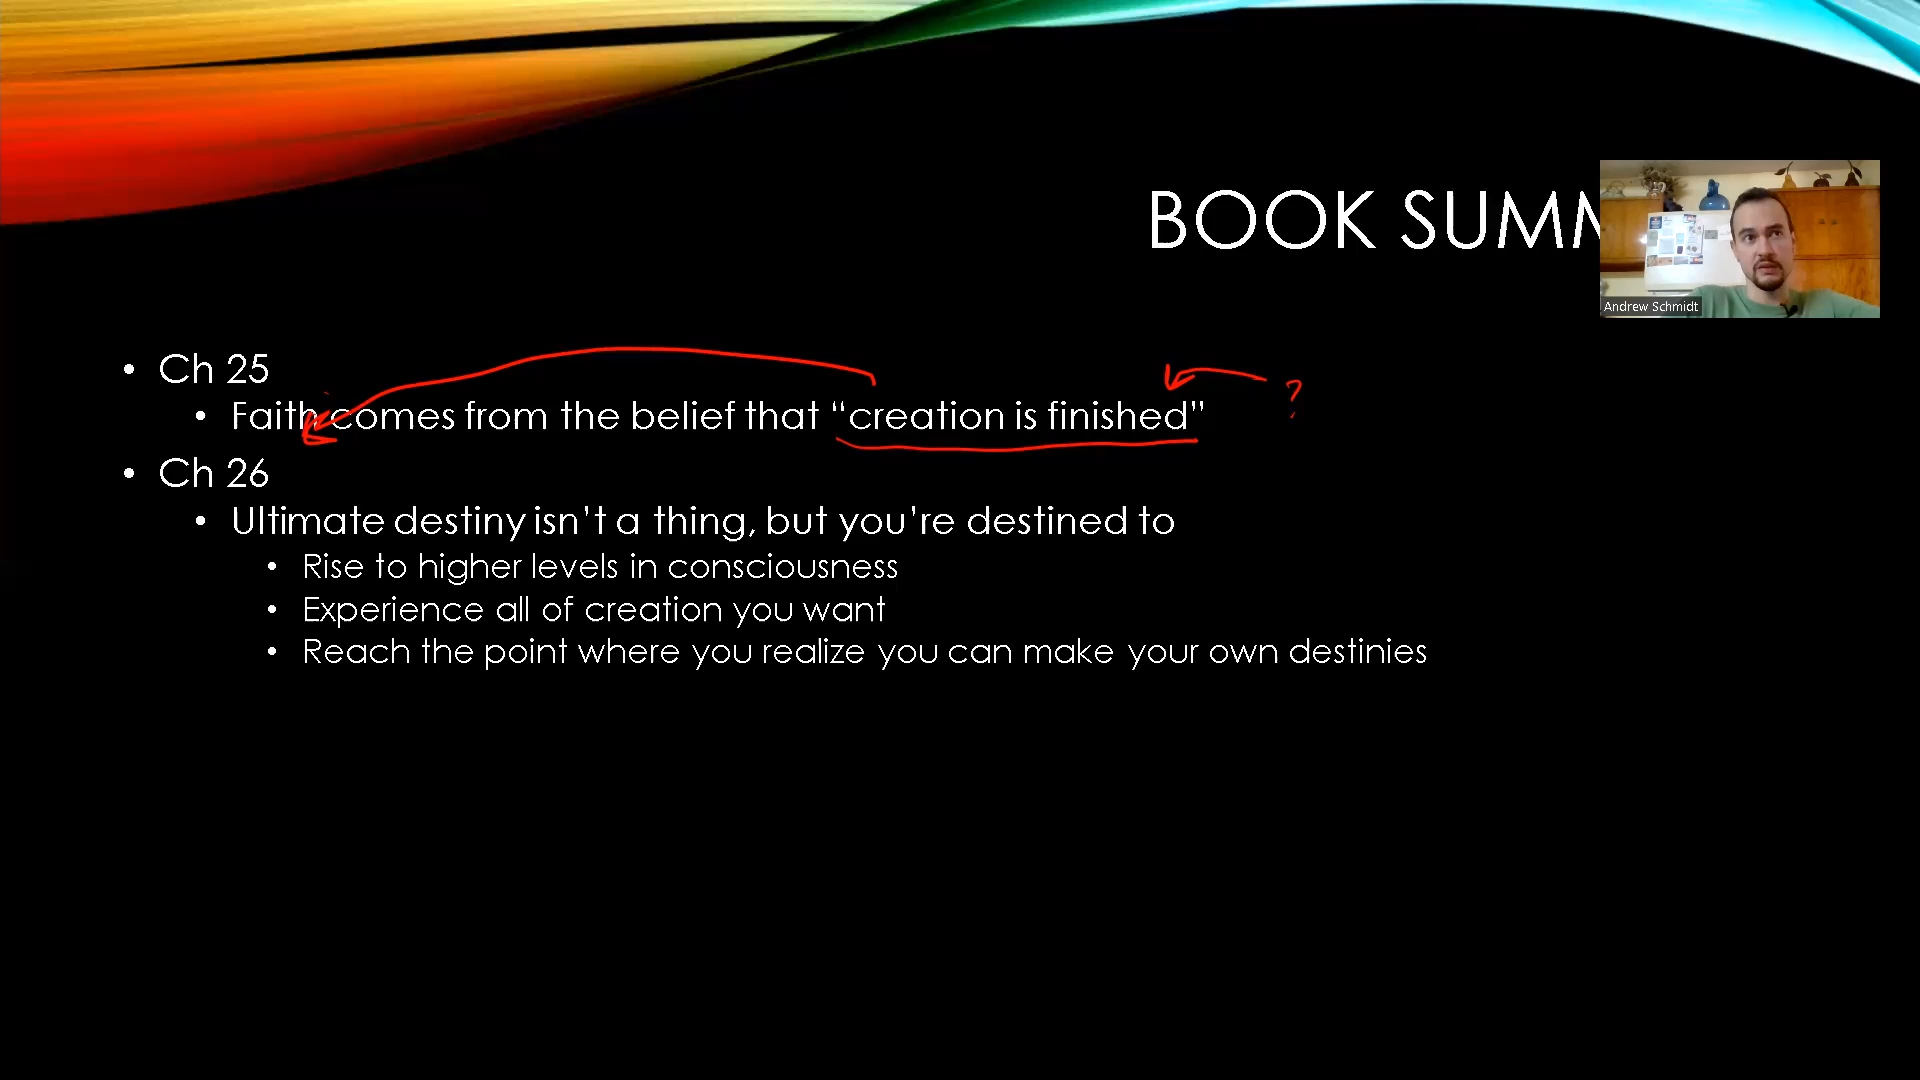 BOOK SUMM
Andrew Schmidt
• Ch 25
• Faith comes from the belief that “creation is finished”
?
• Ch 26
• Ultimate destiny isn’t a thing, but you’re destined to
• Rise to higher levels in consciousness
• Experience all of creation you want
• Reach the point where you realize you can make your own destinies